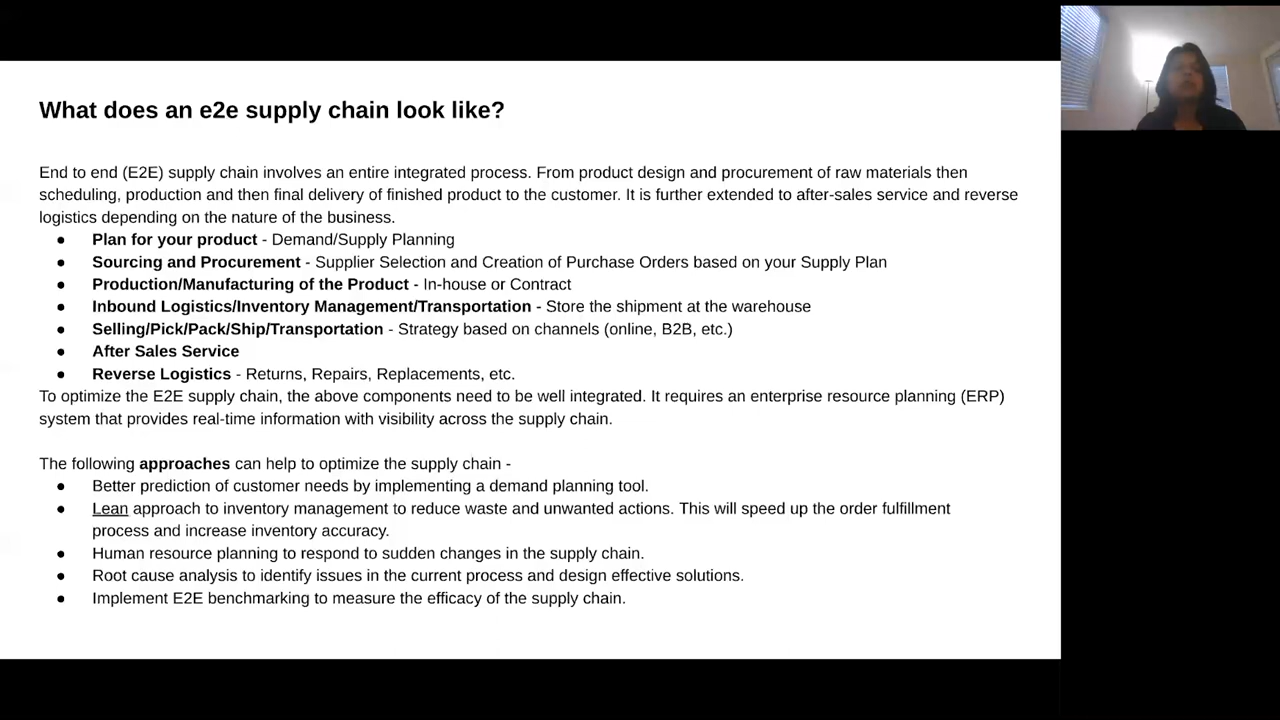 What does an e2e supply chain look like?
End to end (E2E) supply chain involves an entire integrated process. From product design and procurement of raw materials then
scheduling, production and then final delivery of finished product to the customer. It is further extended to after-sales service and reverse
logistics depending on the nature of the business.
● Plan for your product - Demand/Supply Planning
● Sourcing and Procurement - Supplier Selection and Creation of Purchase Orders based on your Supply Plan
● Production/Manufacturing of the Product - In-house or Contract
● Inbound Logistics/Inventory Management/Transportation - Store the shipment at the warehouse
● Selling/Pick/Pack/Ship/Transportation - Strategy based on channels (online, B2B, etc.)
● After Sales Service
● Reverse Logistics - Returns, Repairs, Replacements, etc.
To optimize the E2E supply chain, the above components need to be well integrated. It requires an enterprise resource planning (ERP)
system that provides real-time information with visibility across the supply chain.
The following approaches can help to optimize the supply chain -
● Better prediction of customer needs by implementing a demand planning tool.
● Lean approach to inventory management to reduce waste and unwanted actions. This will speed up the order fulfillment
process and increase inventory accuracy.
● Human resource planning to respond to sudden changes in the supply chain.
● Root cause analysis to identify issues in the current process and design effective solutions.
● Implement E2E benchmarking to measure the efficacy of the supply chain.